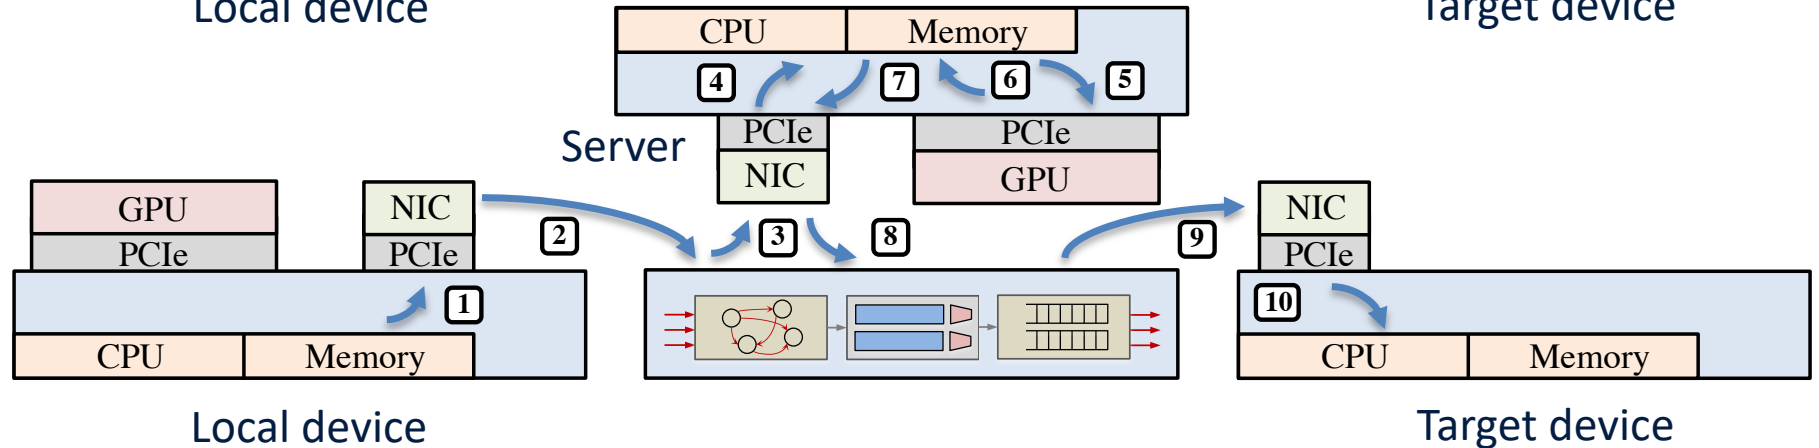 Local device
Target device
CPU Memory
4 7 6 5
PCIe PCIe
Server
NIC GPU
GPU NIC NIC
2 3 8 9
PCIe PCIe PCIe
1 10
CPU Memory CPU Memory
Local device
Target device